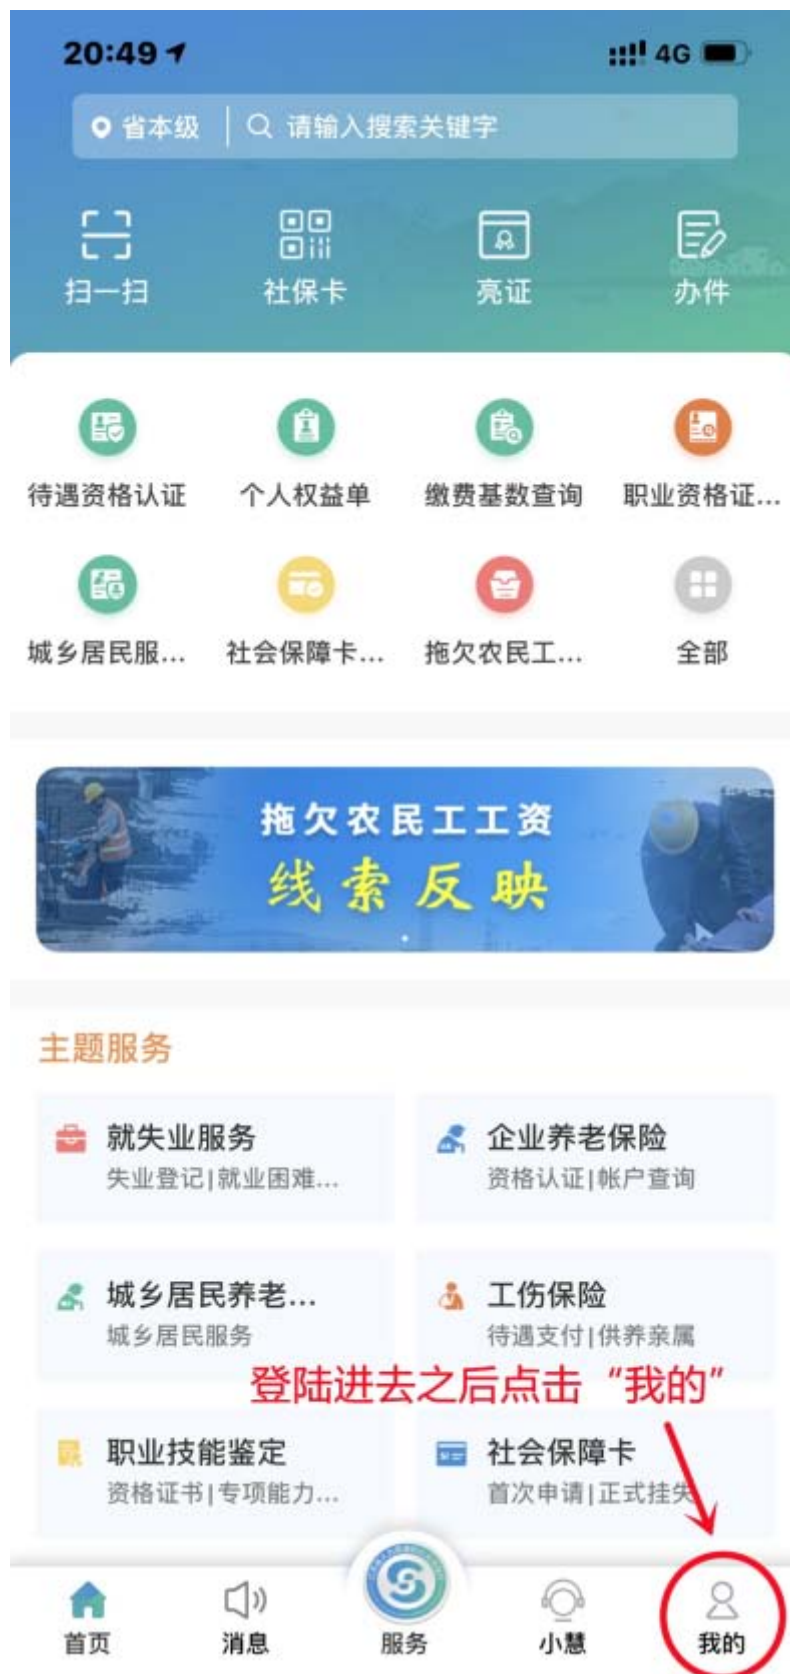 20:49
4G
省本级
请输入搜索关键字
扫一扫
社保卡
亮证
办件
待遇资格认证
个人权益单
缴费基数查询
职业资格证...
城乡居民服...
社会保障卡...
拖欠农民工...
全部
拖欠农民工工资
线索反映
主题服务
就失业服务
失业登记|就业困难...
企业养老保险
资格认证|帐户查询
城乡居民养老...
城乡居民服务
工伤保险
待遇支付|供养亲属
登陆进去之后点击“我的”
职业技能鉴定
资格证书|专项能力...
社会保障卡
首次申请|正式挂失
首页
消息
服务
小慧
我的